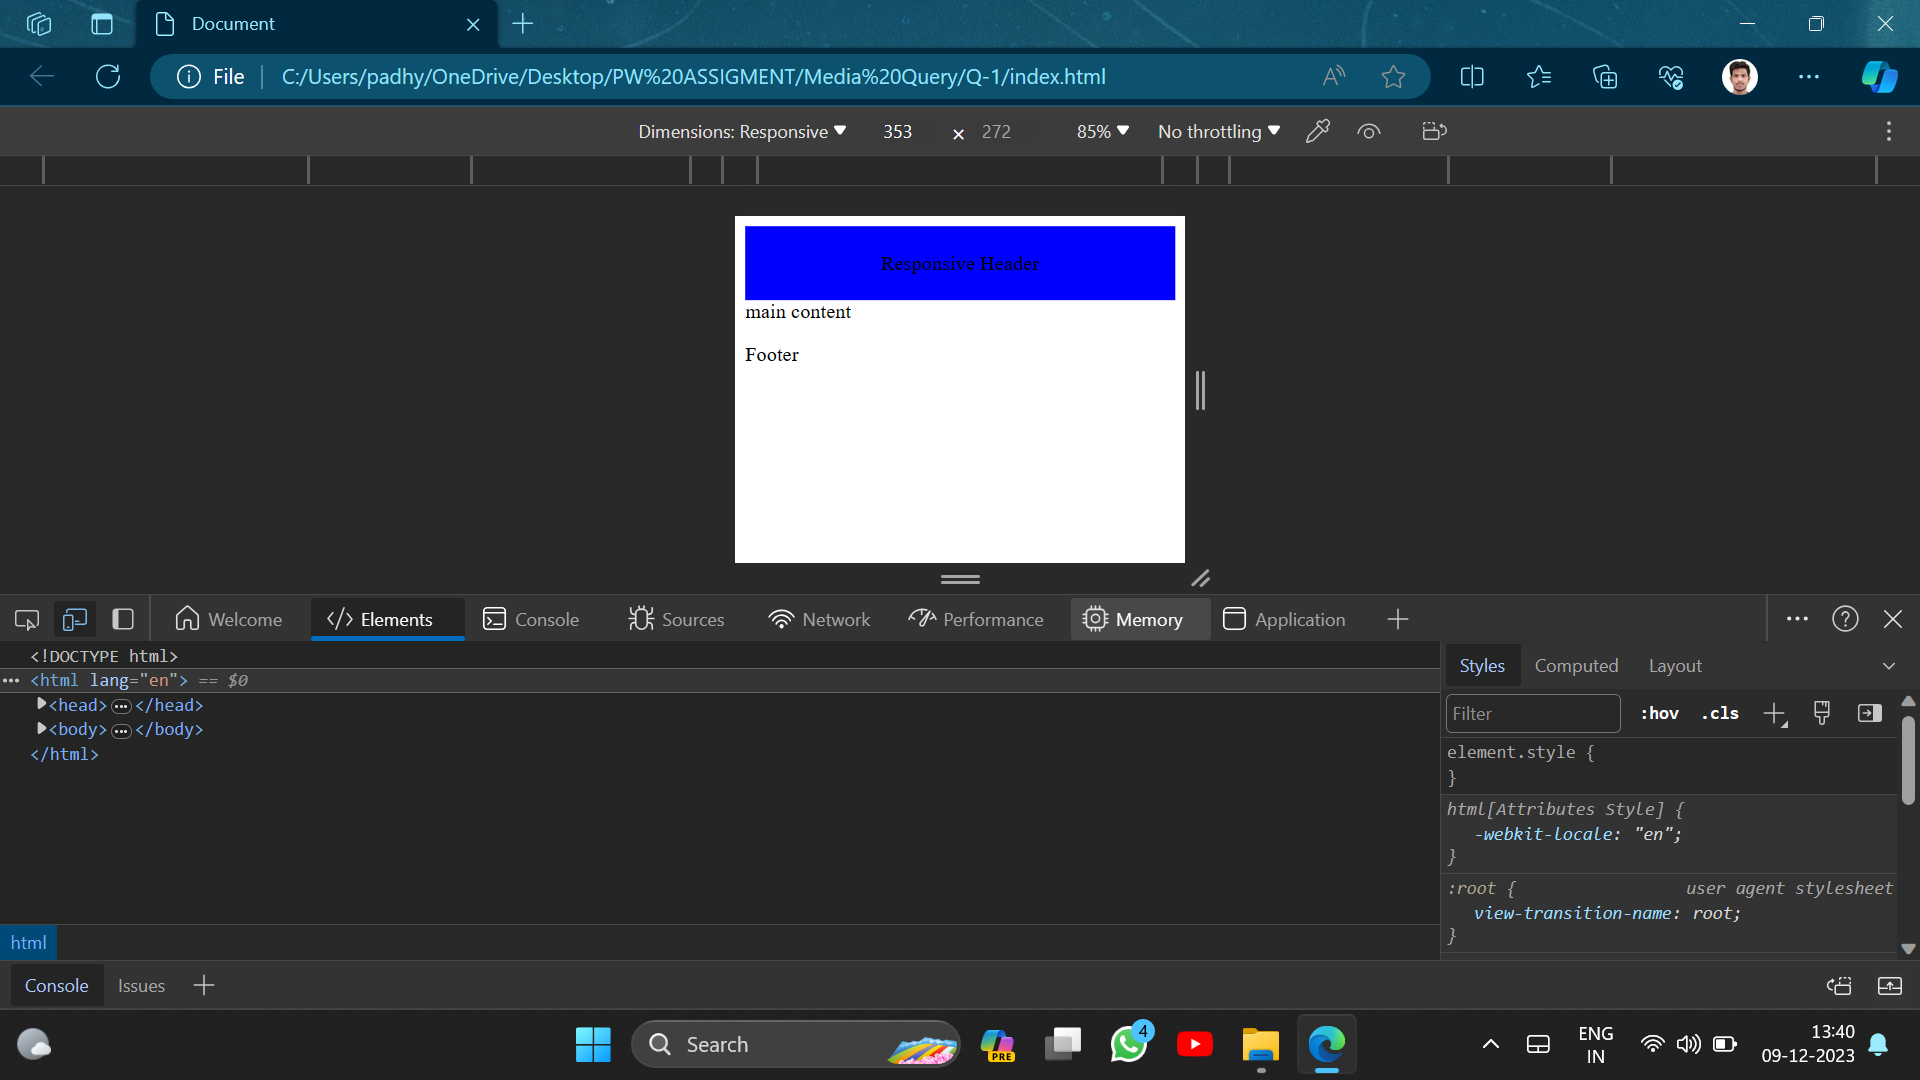 Document
File
C:/Users/padhy/OneDrive/Desktop/PW%20ASSIGMENT/Media%20Query/Q-1/index.html
Dimensions: Responsive 353 × 272 85% No throttling
Responsive Header
main content
Footer
Welcome Elements Console Sources Network Performance Memory Application
<!DOCTYPE html>
<html lang="en"> == $0
<head>…</head>
<body>…</body>
</html>
html
Styles Computed Layout
Filter :hov .cls
element.style {
}
html[Attributes Style] {
-webkit-locale: "en";
}
:root { user agent stylesheet
view-transition-name: root;
}
Console Issues
Search
PRE
4
ENG
IN
13:40
09-12-2023